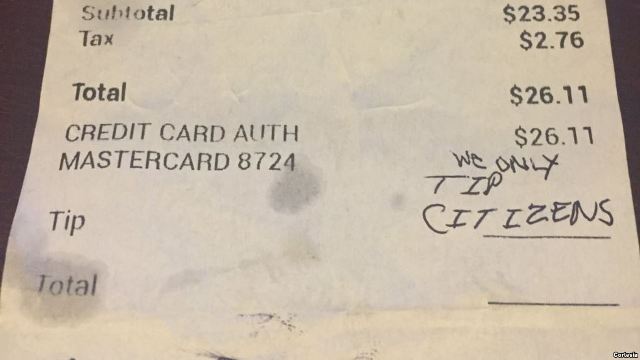 Subtotal $23.35
Tax $2.76
Total $26.11
CREDIT CARD AUTH $26.11
MASTERCARD 8724
We ONLY
TIP
CITIZENS
Tip
Total